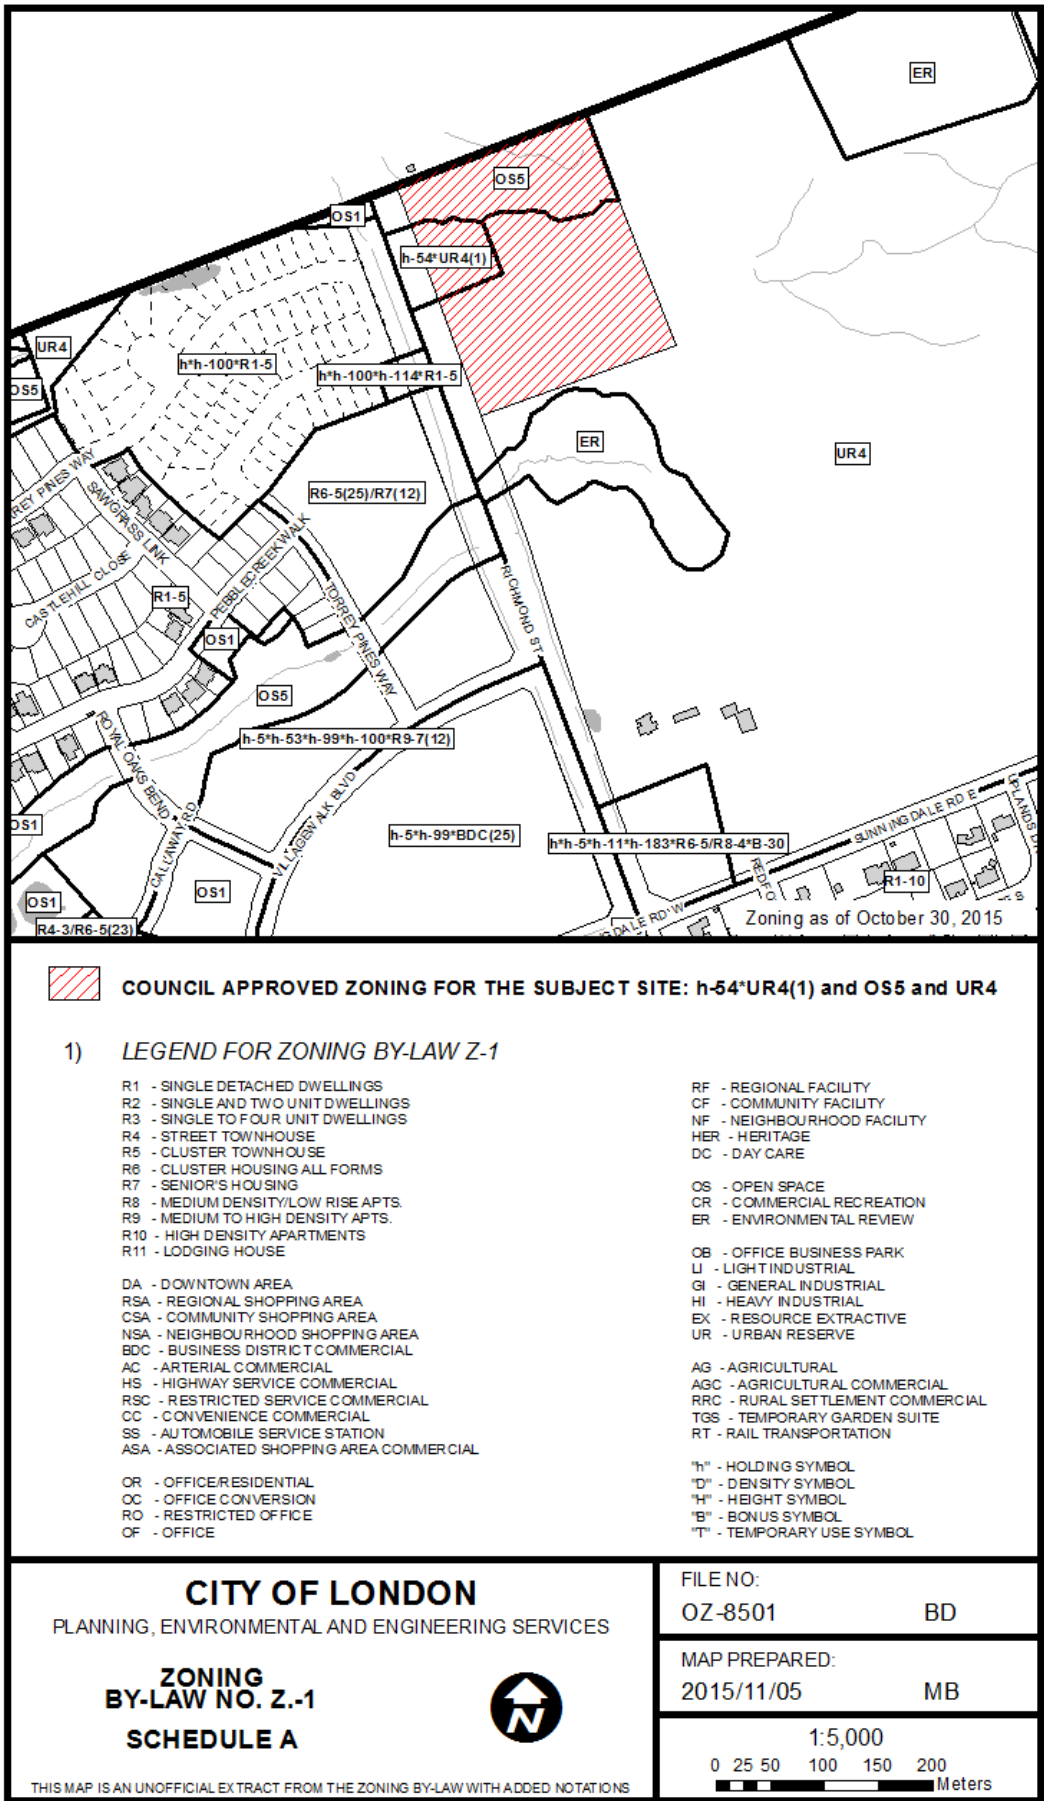 ER
OS5
OS1
h-54*UR4(1)
UR4
h*h-100*R1-5
h*h-100*h-114*R1-5
OS5
ER
UR4
REY PINES WAY
SAWGRASS LINK
R6-5(25)/R7(12)
CASTLEHILL CLOSE
PEBBLECREEK WALK
R1-5
TORREY PINES WAY
RICHMOND ST
OS1
OS5
h-5*h-53*h-99*h-100*R9-7(12)
ROYAL OAKS BEND
CALLAWAY RD
VILLAGEWALK BLVD
OS1
h-5*h-99*BDC(25)
h*h-5*h-11*h-183*R6-5/R8-4*B-30
SUNNINGDALE RD E
UPLANDS D
REDFO
R1-10
OS1
OS1
R4-3/R6-5(23)
NGDALE RD W
Zoning as of October 30, 2015
COUNCIL APPROVED ZONING FOR THE SUBJECT SITE: h-54*UR4(1) and OS5 and UR4
1) LEGEND FOR ZONING BY-LAW Z-1
R1 - SINGLE DETACHED DWELLINGS
R2 - SINGLE AND TWO UNIT DWELLINGS
R3 - SINGLE TO FOUR UNIT DWELLINGS
R4 - STREET TOWNHOUSE
R5 - CLUSTER TOWNHOUSE
R6 - CLUSTER HOUSING ALL FORMS
R7 - SENIOR'S HOUSING
R8 - MEDIUM DENSITY/LOW RISE APTS.
R9 - MEDIUM TO HIGH DENSITY APTS.
R10 - HIGH DENSITY APARTMENTS
R11 - LODGING HOUSE
DA - DOWNTOWN AREA
RSA - REGIONAL SHOPPING AREA
CSA - COMMUNITY SHOPPING AREA
NSA - NEIGHBOURHOOD SHOPPING AREA
BDC - BUSINESS DISTRICT COMMERCIAL
AC - ARTERIAL COMMERCIAL
HS - HIGHWAY SERVICE COMMERCIAL
RSC - RESTRICTED SERVICE COMMERCIAL
CC - CONVENIENCE COMMERCIAL
SS - AUTOMOBILE SERVICE STATION
ASA - ASSOCIATED SHOPPING AREA COMMERCIAL
OR - OFFICE/RESIDENTIAL
OC - OFFICE CONVERSION
RO - RESTRICTED OFFICE
OF - OFFICE
RF - REGIONAL FACILITY
CF - COMMUNITY FACILITY
NF - NEIGHBOURHOOD FACILITY
HER - HERITAGE
DC - DAY CARE
OS - OPEN SPACE
CR - COMMERCIAL RECREATION
ER - ENVIRONMENTAL REVIEW
OB - OFFICE BUSINESS PARK
LI - LIGHT INDUSTRIAL
GI - GENERAL INDUSTRIAL
HI - HEAVY INDUSTRIAL
EX - RESOURCE EXTRACTIVE
UR - URBAN RESERVE
AG - AGRICULTURAL
AGC - AGRICULTURAL COMMERCIAL
RRC - RURAL SETTLEMENT COMMERCIAL
TGS - TEMPORARY GARDEN SUITE
RT - RAIL TRANSPORTATION
"h" - HOLDING SYMBOL
"D" - DENSITY SYMBOL
"H" - HEIGHT SYMBOL
"B" - BONUS SYMBOL
"T" - TEMPORARY USE SYMBOL
CITY OF LONDON
PLANNING, ENVIRONMENTAL AND ENGINEERING SERVICES
ZONING
BY-LAW NO. Z.-1
SCHEDULE A
N
THIS MAP IS AN UNOFFICIAL EXTRACT FROM THE ZONING BY-LAW WITH ADDED NOTATIONS
FILE NO:
OZ-8501 BD
MAP PREPARED:
2015/11/05 MB
1:5,000
0 25 50 100 150 200
Meters